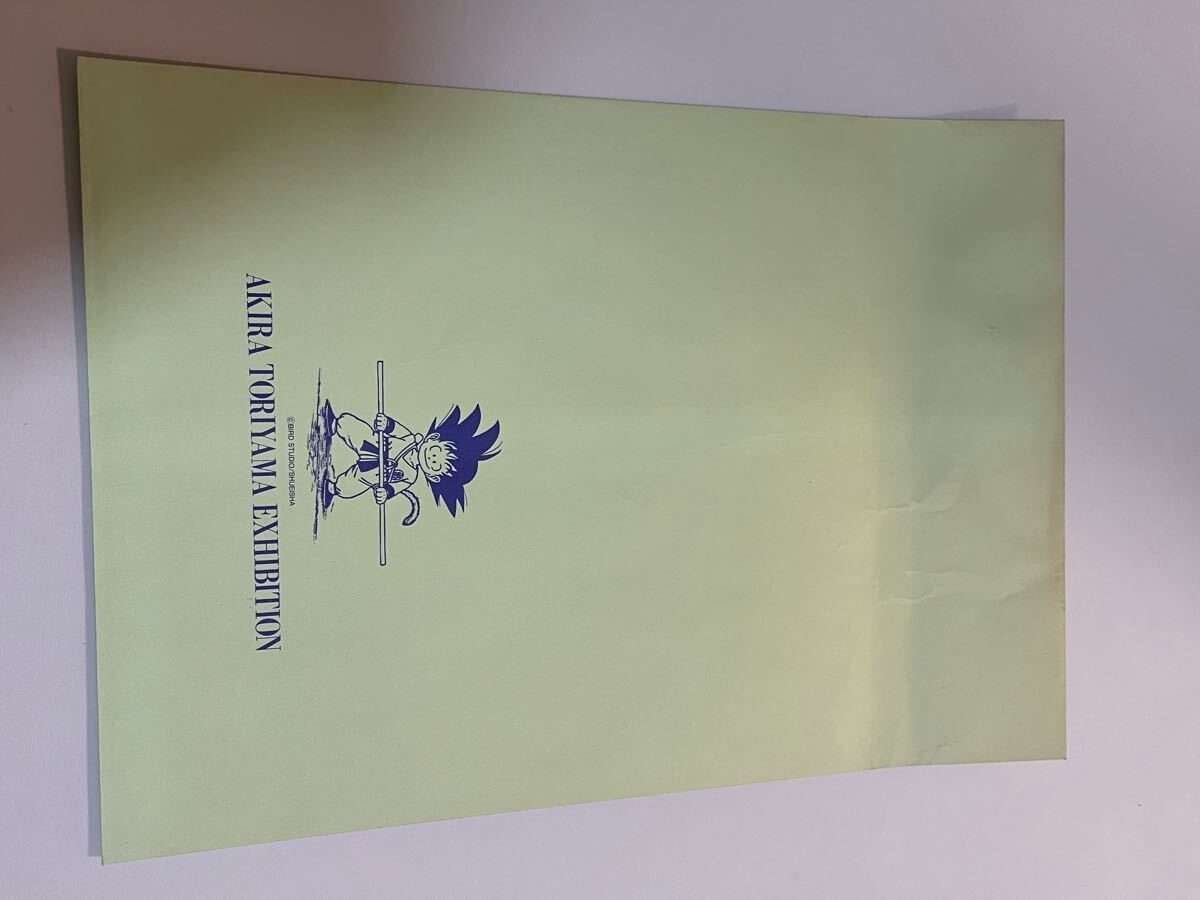 ©BIRD STUDIO/SHUEISHA
AKIRA TORIYAMA EXHIBITION